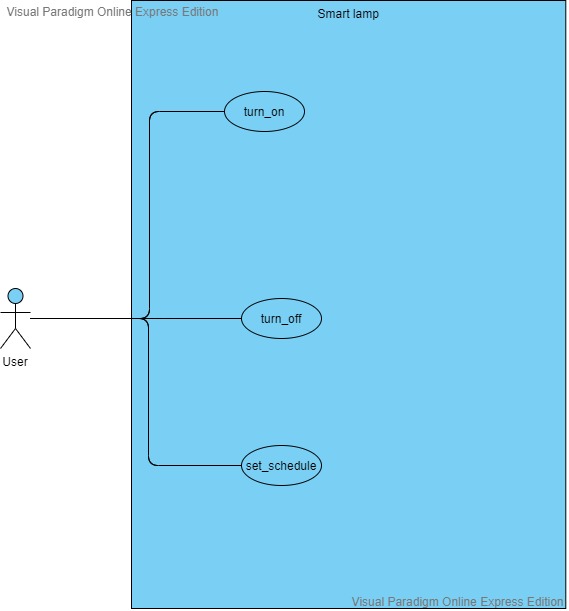 Visual Paradigm Online Express Edition
Smart lamp
turn_on
turn_off
User
set_schedule
Visual Paradigm Online Express Edition